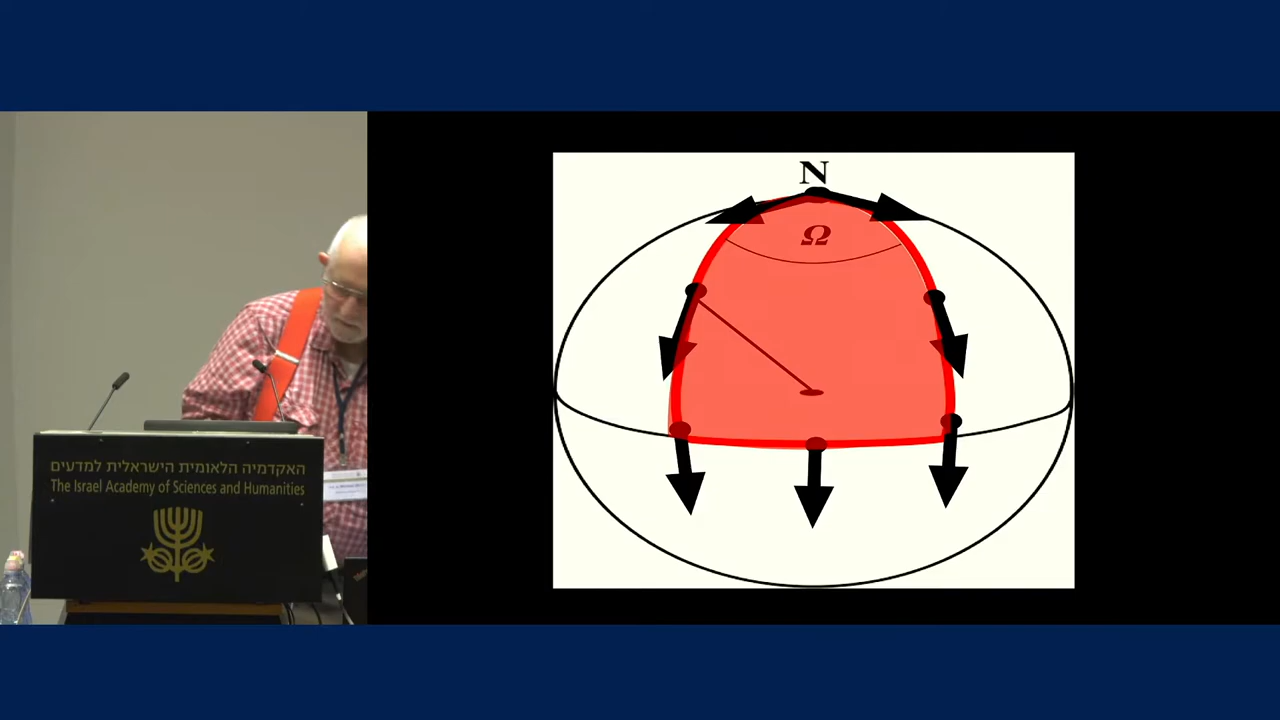 האקדמיה הלאומית הישראלית למדעים
The Israel Academy of Sciences and Humanities
N
Ω